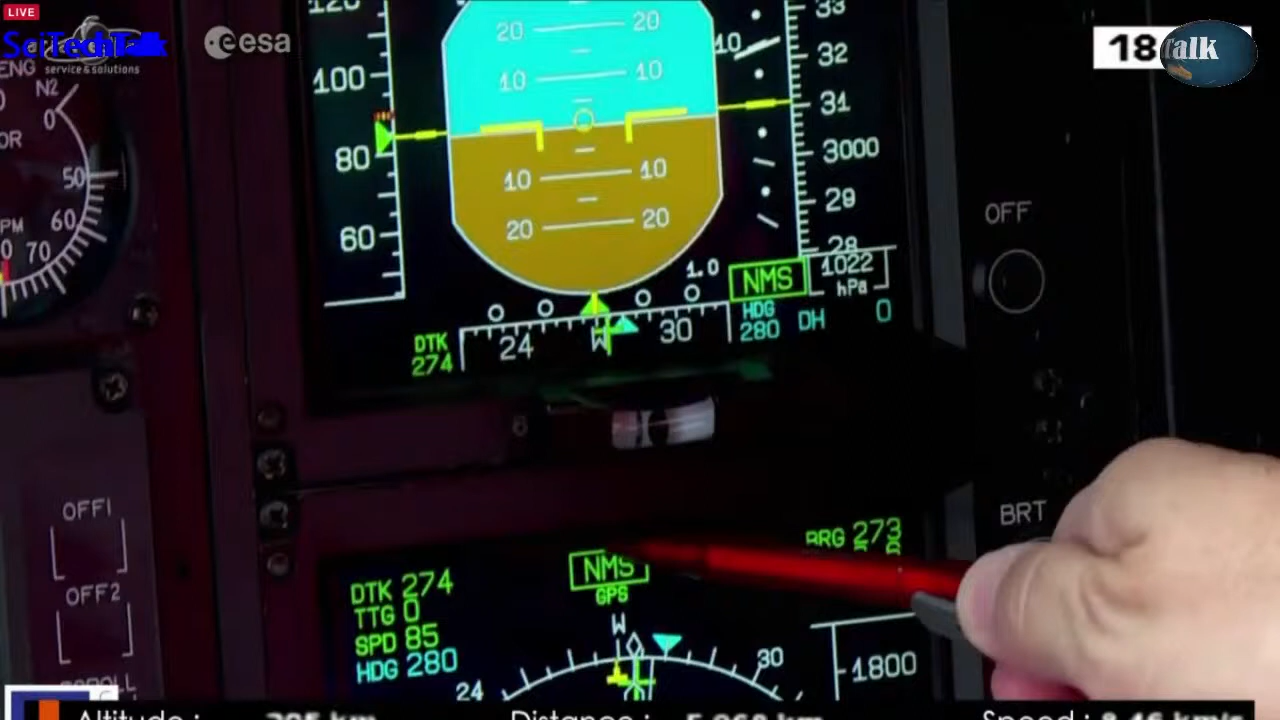 LIVE
SciTechTalk
esa
service & solutions
18
Talk
ENG
N2
0
50
60
70
120
100
80
60
20 20
10 10
10 10
20 20
10
33
32
31
3000
29
28
1.0
NMS
1022
hPa
HDG
280
DH 0
DTK
274
24 W 30
OFF
OFF1
OFF2
SCROLL
BRT
DTK 274
TTG 0
SPD 85
HDG 280
NMS
GPS
BRG 273
W
24
30
1800
Altitude :
Distance :
Speed :